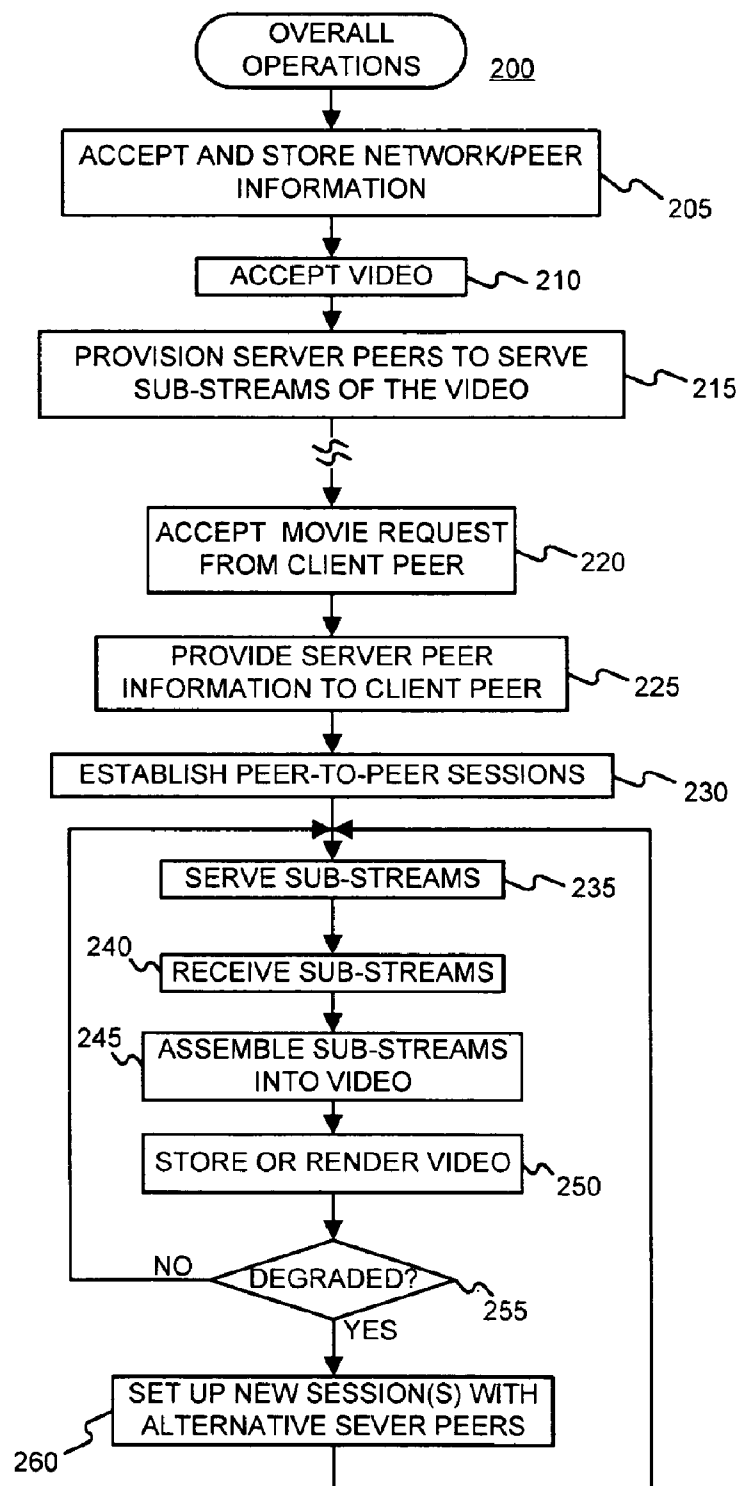 OVERALL
OPERATIONS
200
ACCEPT AND STORE NETWORK/PEER
INFORMATION
205
ACCEPT VIDEO
210
PROVISION SERVER PEERS TO SERVE
SUB-STREAMS OF THE VIDEO
215
ACCEPT MOVIE REQUEST
FROM CLIENT PEER
220
PROVIDE SERVER PEER
INFORMATION TO CLIENT PEER
225
ESTABLISH PEER-TO-PEER SESSIONS
230
SERVE SUB-STREAMS
235
240
RECEIVE SUB-STREAMS
245
ASSEMBLE SUB-STREAMS
INTO VIDEO
STORE OR RENDER VIDEO
250
NO
DEGRADED?
255
YES
SET UP NEW SESSION(S) WITH
ALTERNATIVE SEVER PEERS
260